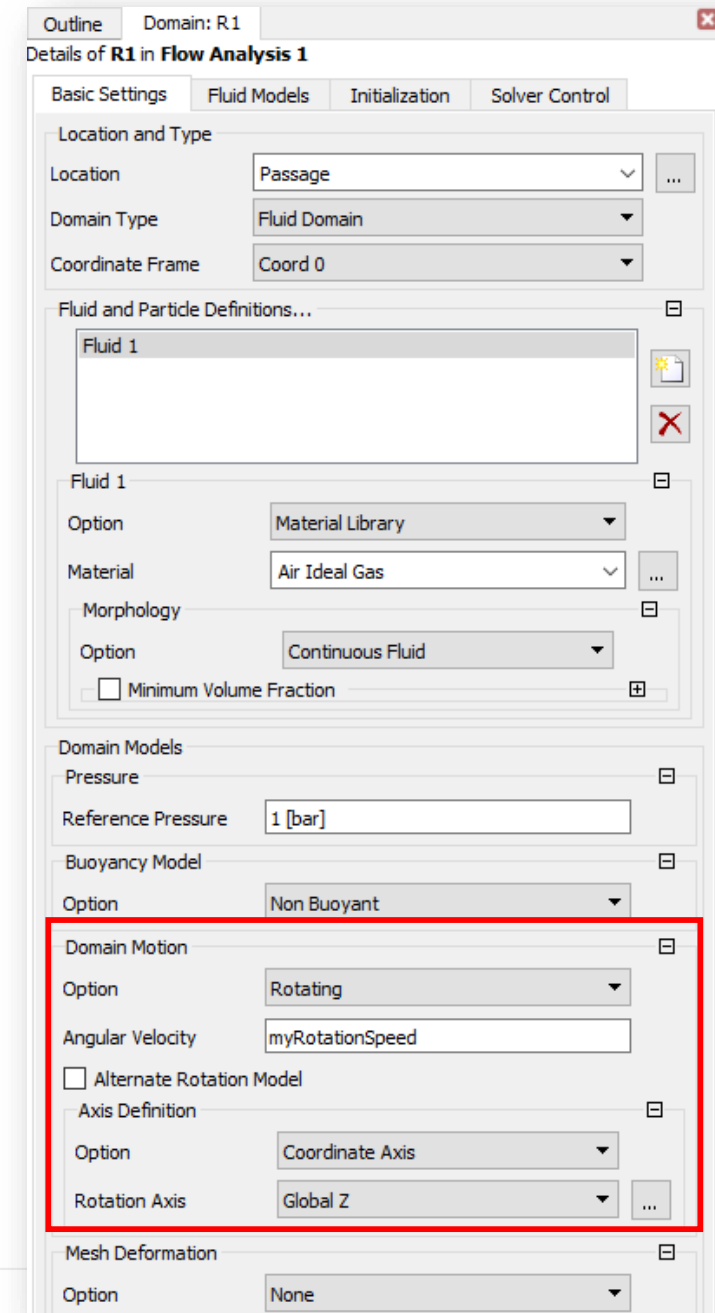 Outline Domain: R1
Details of R1 in Flow Analysis 1
Basic Settings Fluid Models Initialization Solver Control
Location and Type
Location Passage ...
Domain Type Fluid Domain
Coordinate Frame Coord 0
Fluid and Particle Definitions...
Fluid 1
Fluid 1
Option Material Library
Material Air Ideal Gas ...
Morphology
Option Continuous Fluid
Minimum Volume Fraction
Domain Models
Pressure
Reference Pressure 1 [bar]
Buoyancy Model
Option Non Buoyant
Domain Motion
Option Rotating
Angular Velocity myRotationSpeed
Alternate Rotation Model
Axis Definition
Option Coordinate Axis
Rotation Axis Global Z ...
Mesh Deformation
Option None